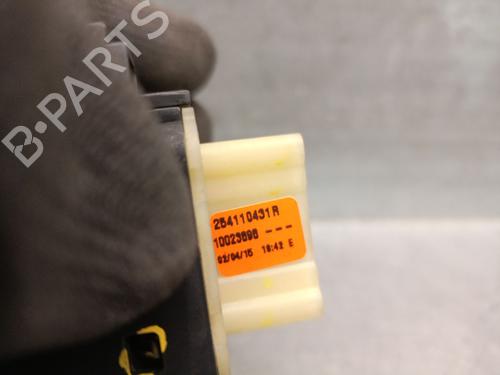 B-PARTS
254110431R
10023696 ---
02/04/15 16:42 E